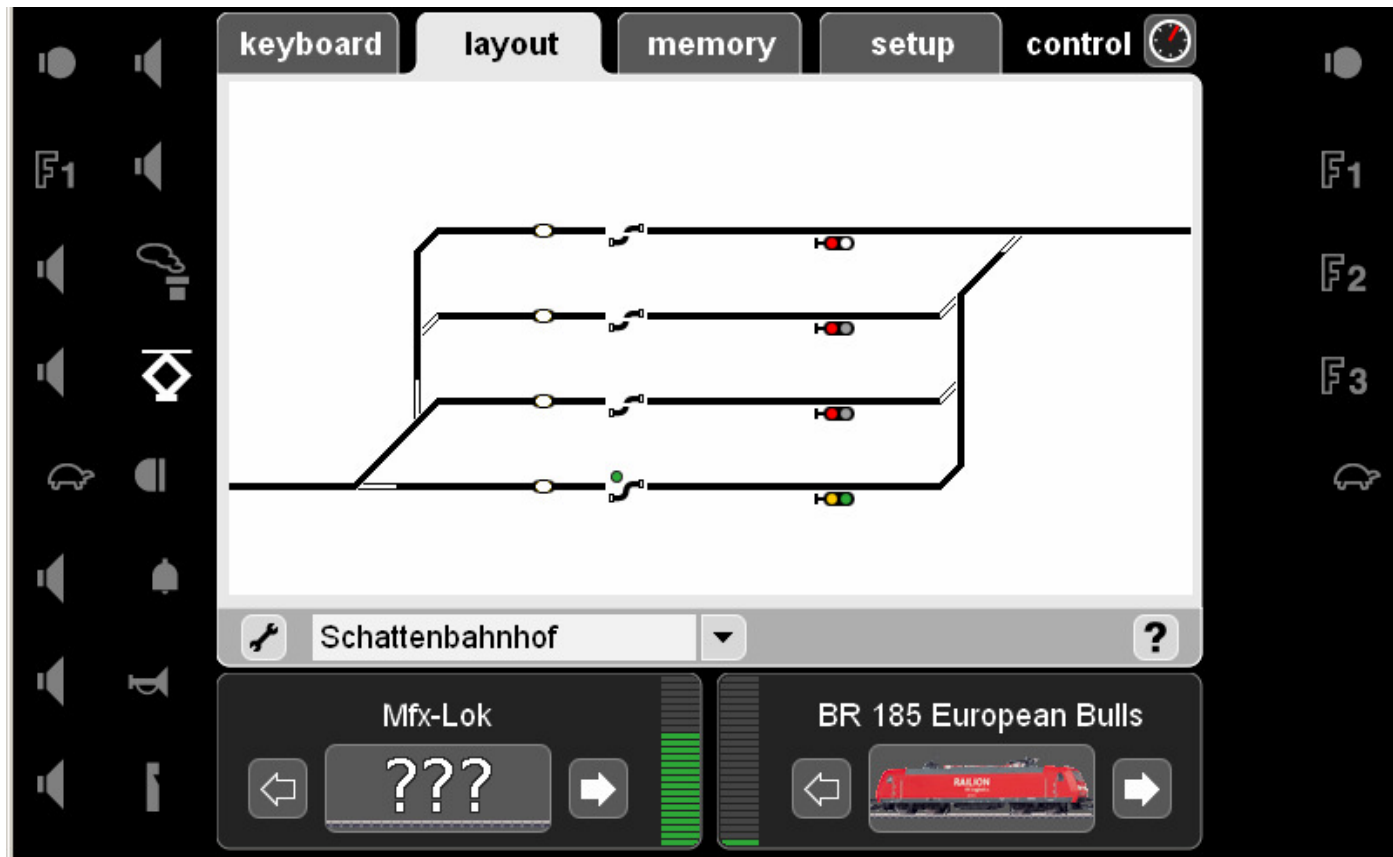 keyboard
layout
memory
setup
control
F1
F1
F2
F3
Schattenbahnhof
?
Mfx-Lok
BR 185 European Bulls
???
RAILION